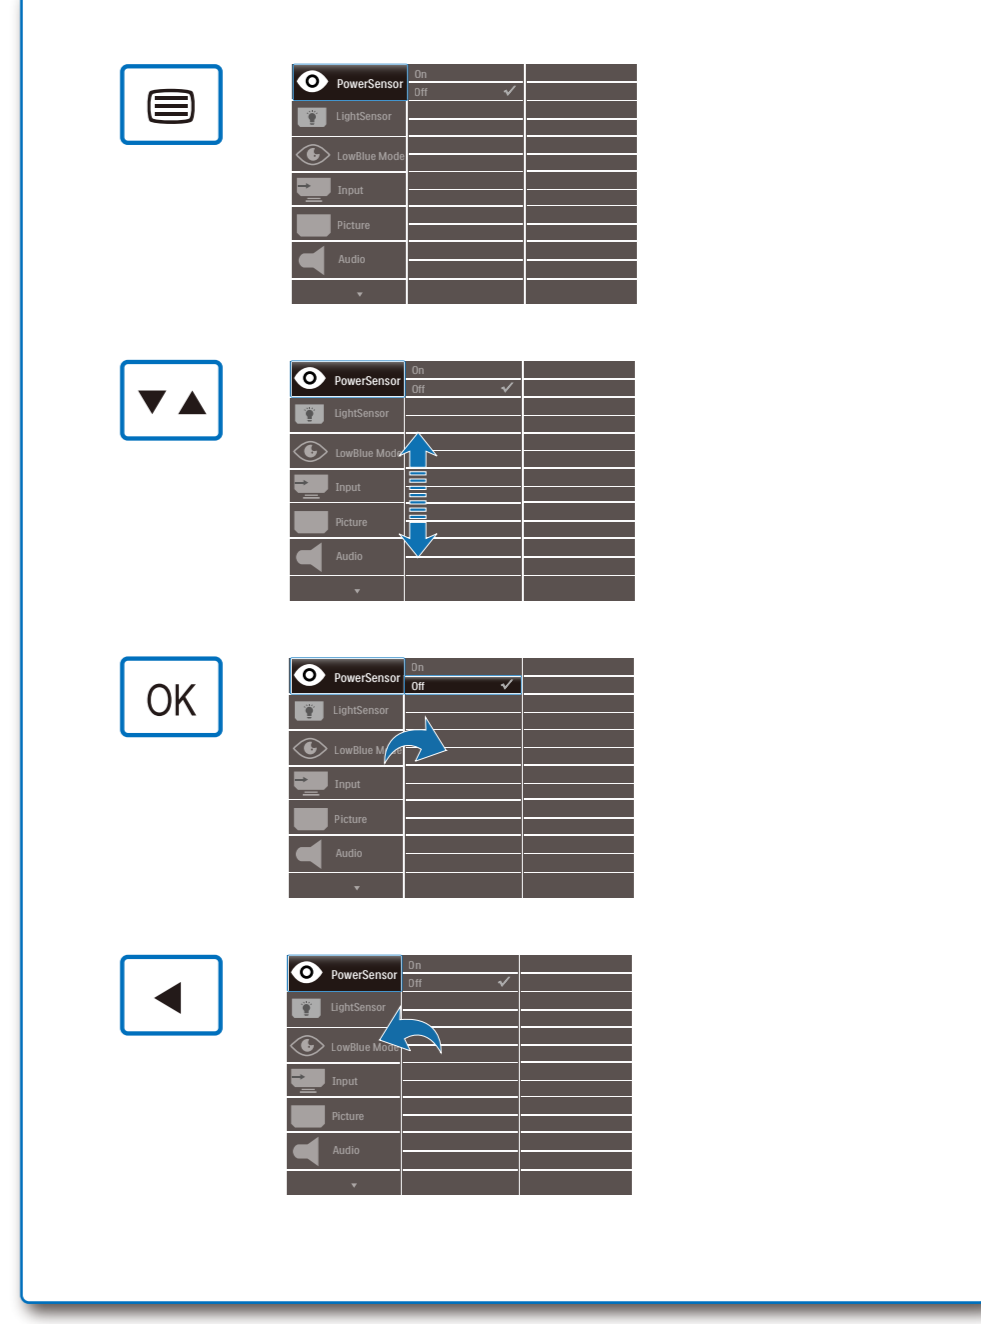 PowerSensor
On
Off
LightSensor
LowBlue Mode
Input
Picture
Audio
PowerSensor
On
Off
LightSensor
LowBlue Mode
Input
Picture
Audio
OK
PowerSensor
On
Off
LightSensor
LowBlue M e
Input
Picture
Audio
PowerSensor
On
Off
LightSensor
LowBlue Mode
Input
Picture
Audio